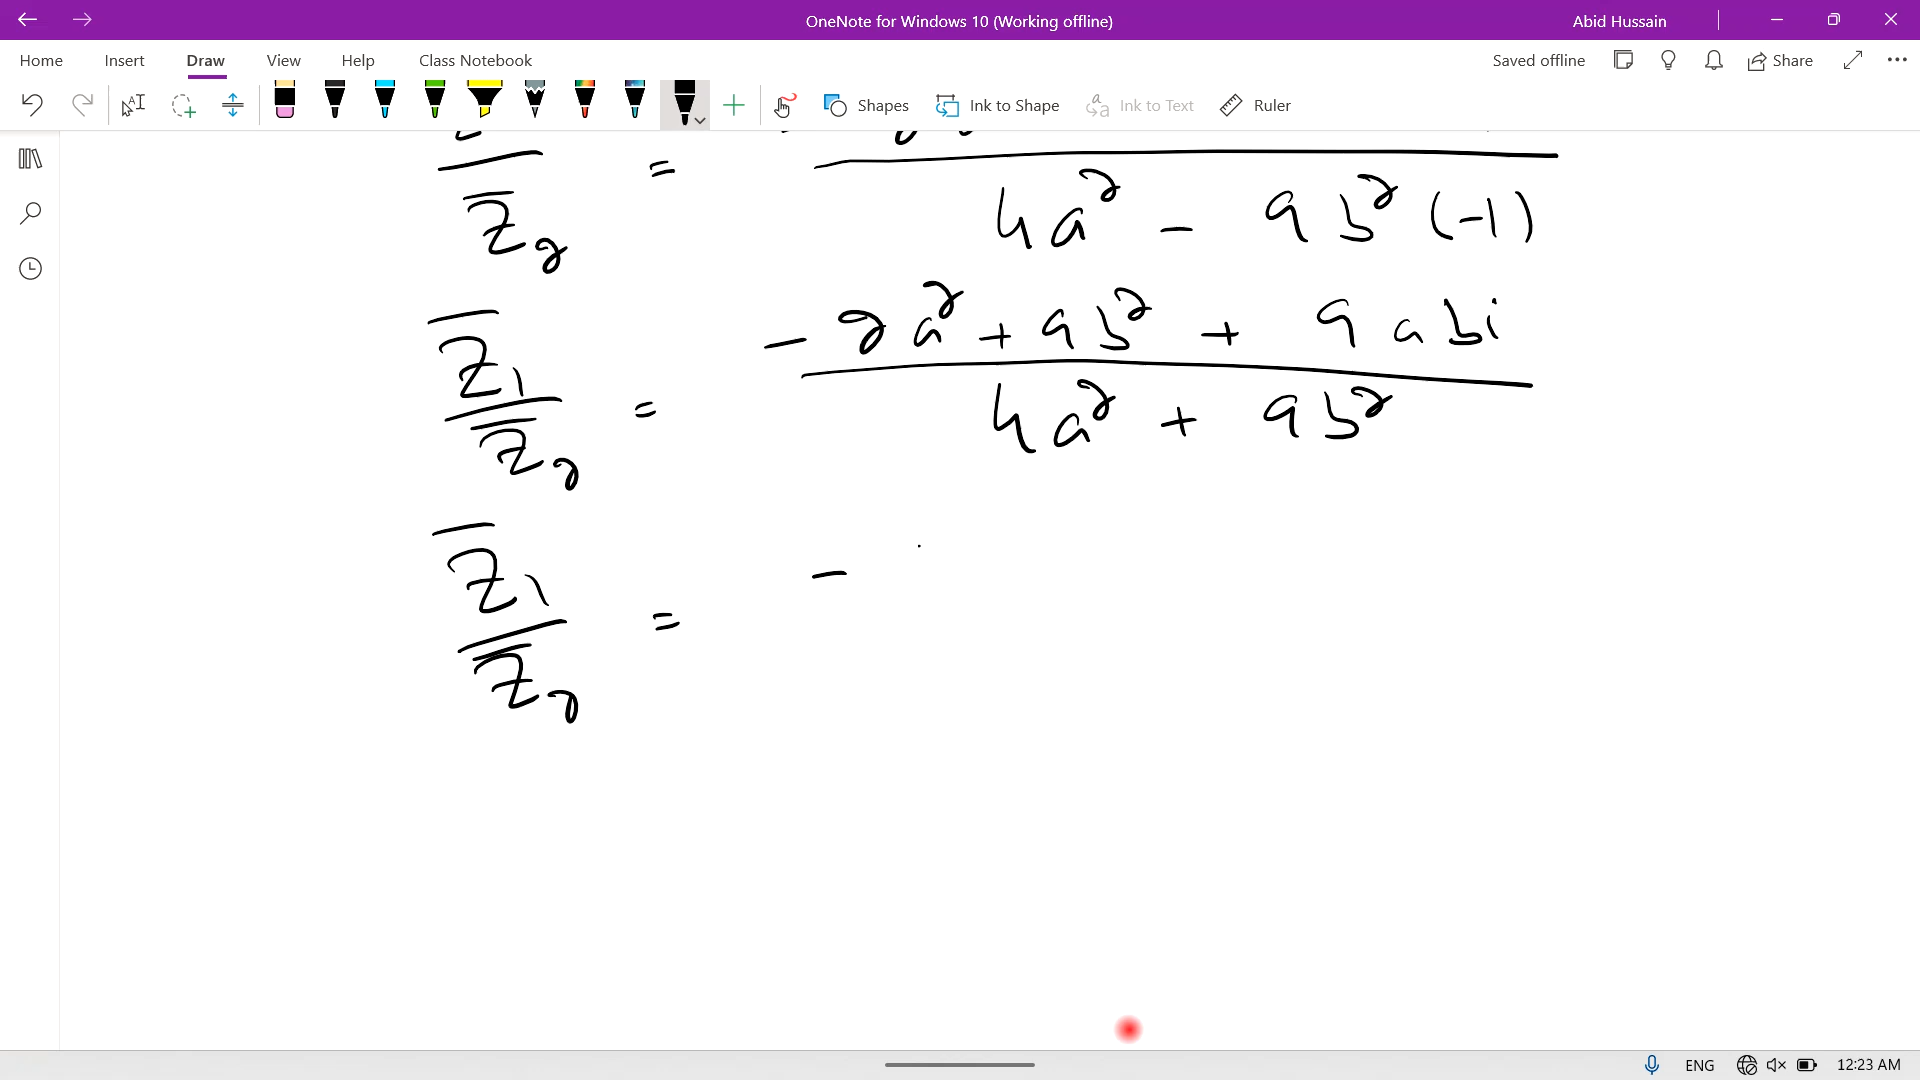 OneNote for Windows 10 (Working offline)
Abid Hussain
Home Insert Draw View Help Class Notebook
Saved offline Share
Shapes Ink to Shape Ink to Text Ruler
z̄₂ = 4a² - 9b² (-1)
z̄₁ / z̄₂ = - 2a² + 9b² + 9abi / 4a² + 9b²
z̄₁ / z̄₂ = -
ENG 12:23 AM